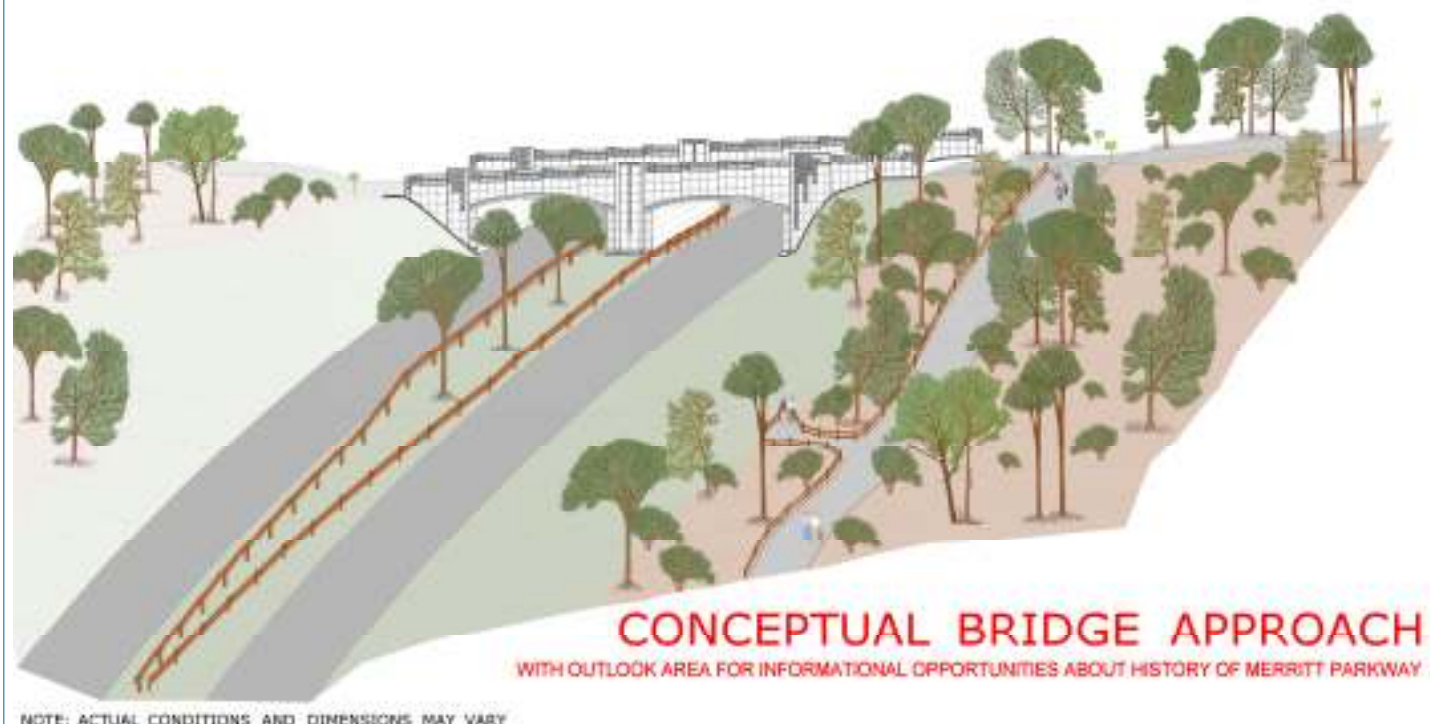 CONCEPTUAL BRIDGE APPROACH
WITH OUTLOOK AREA FOR INFORMATIONAL OPPORTUNITIES ABOUT HISTORY OF MERRITT PARKWAY
NOTE: ACTUAL CONDITIONS AND DIMENSIONS MAY VARY